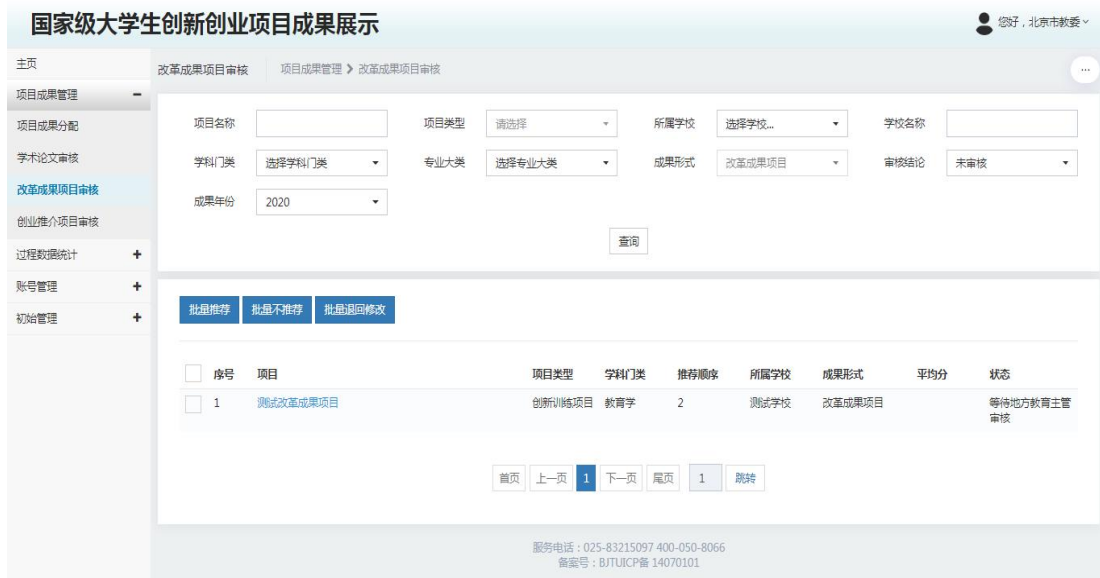 国家级大学生创新创业项目成果展示
您好，北京市教委
主页
项目成果管理
项目成果分配
学术论文审核
改革成果项目审核
创业推介项目审核
过程数据统计
账号管理
初始管理
改革成果项目审核 项目成果管理 > 改革成果项目审核
...
项目名称 项目类型 请选择 所属学校 选择学校... 学校名称
学科门类 选择学科门类 专业大类 选择专业大类 成果形式 改革成果项目 审核结论 未审核
成果年份 2020
查询
批量推荐 批量不推荐 批量退回修改
序号 项目 项目类型 学科门类 推荐顺序 所属学校 成果形式 平均分 状态
1 测试改革成果项目 创新训练项目 教育学 2 测试学校 改革成果项目 等待地方教育主管
审核
首页 上一页 1 下一页 尾页 1 跳转
服务电话：025-83215097 400-050-8066
备案号：BJTUICP备 14070101